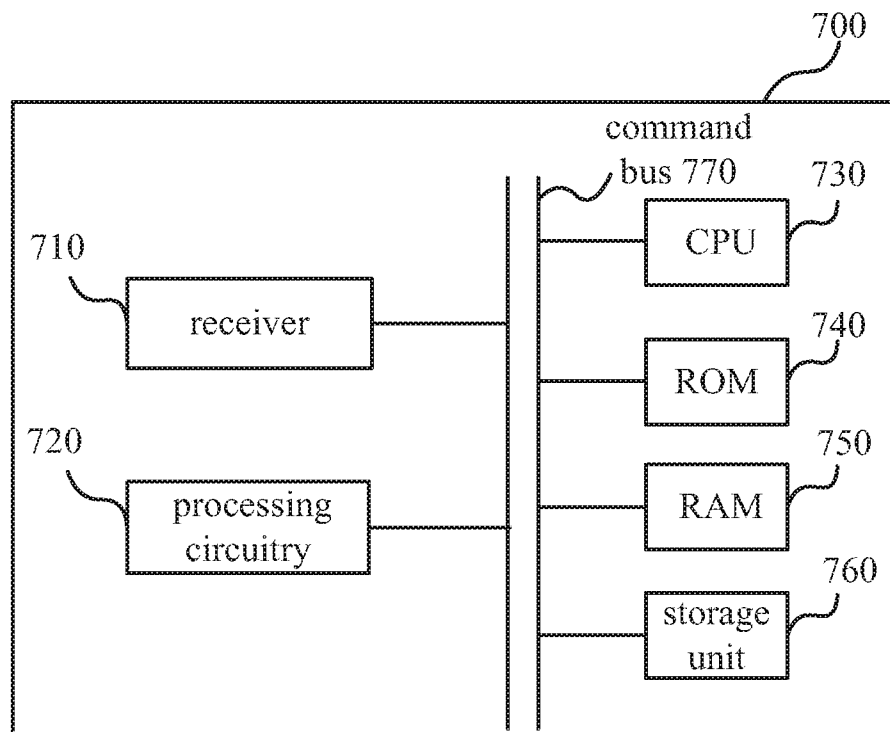 700
command
bus 770
730
CPU
710
receiver
740
ROM
720
processing
circuitry
750
RAM
760
storage
unit